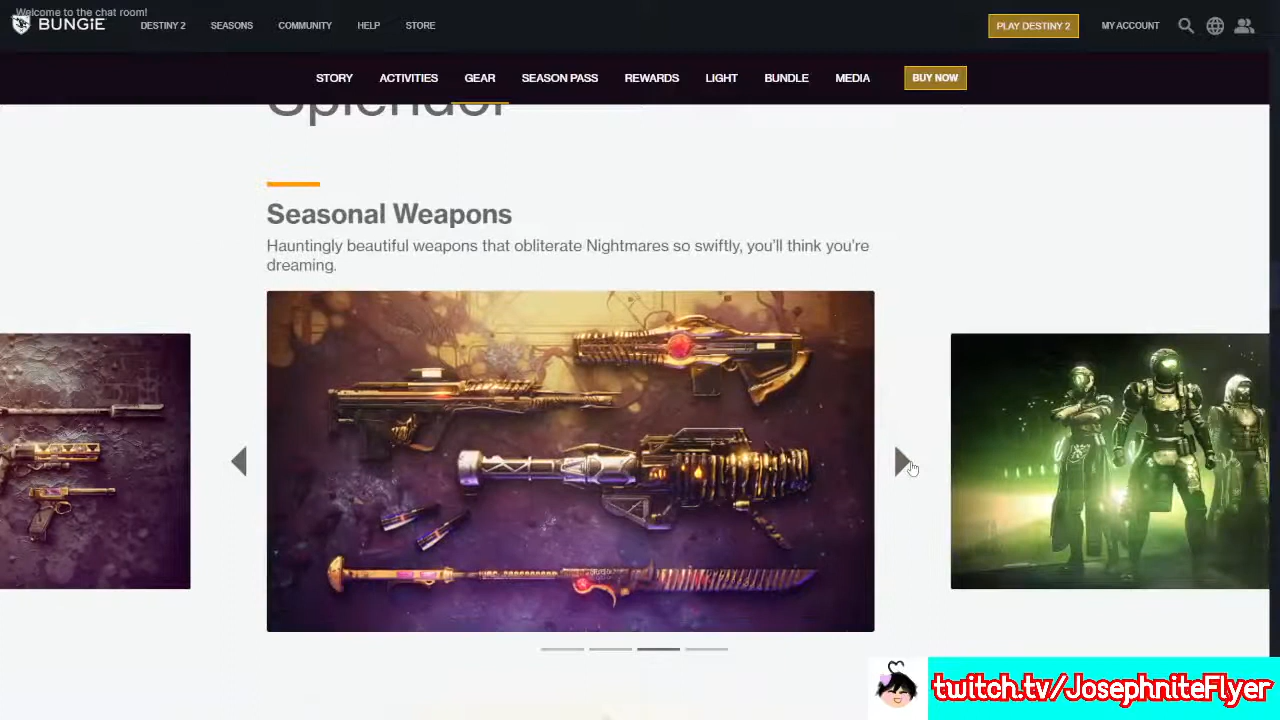 Welcome to the chat room!
BUNGiE
DESTINY 2 SEASONS COMMUNITY HELP STORE
PLAY DESTINY 2 MY ACCOUNT
STORY ACTIVITIES GEAR SEASON PASS REWARDS LIGHT BUNDLE MEDIA BUY NOW
Splendor
Seasonal Weapons
Hauntingly beautiful weapons that obliterate Nightmares so swiftly, you’ll think you’re
dreaming.
twitch.tv/JosephniteFlyer